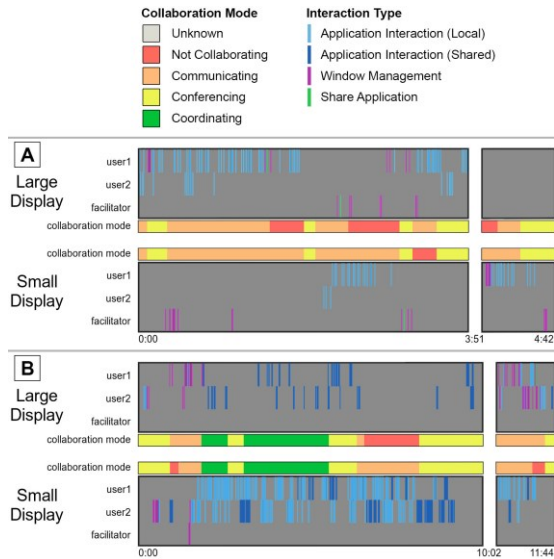 Collaboration Mode
Unknown
Not Collaborating
Communicating
Conferencing
Coordinating
Interaction Type
Application Interaction (Local)
Application Interaction (Shared)
Window Management
Share Application
A
Large
Display
user1
user2
facilitator
collaboration mode
collaboration mode
Small
Display
user1
user2
facilitator
0:00 3:51 4:42
B
Large
Display
user1
user2
facilitator
collaboration mode
collaboration mode
Small
Display
user1
user2
facilitator
0:00 10:02 11:44